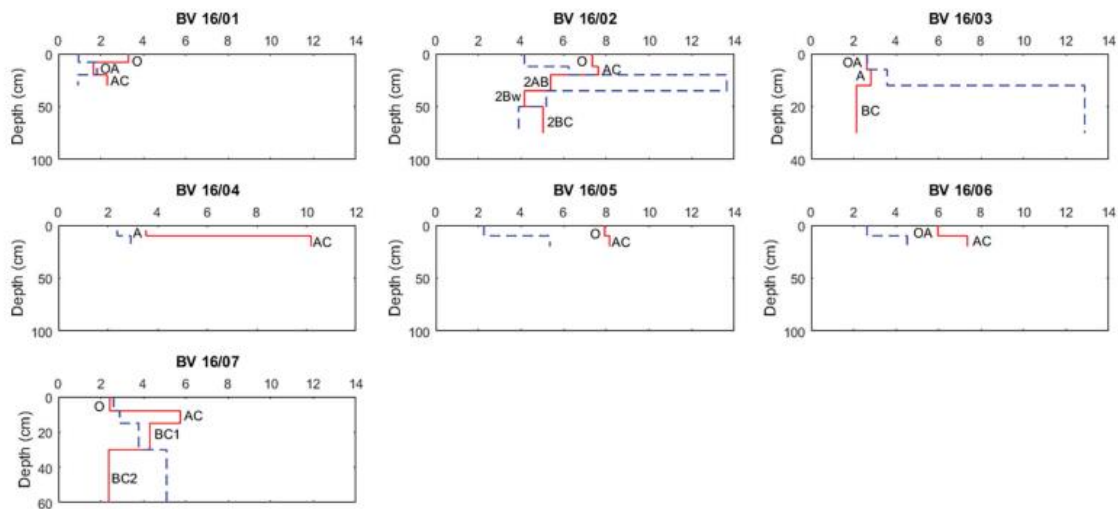 BV 16/01
0 2 4 6 8 10 12 14
0
50
100
Depth (cm)
O
OA
AC
BV 16/02
0 2 4 6 8 10 12 14
0
50
100
Depth (cm)
O
AC
2AB
2Bw
2BC
BV 16/03
0 2 4 6 8 10 12 14
0
20
40
Depth (cm)
OA
A
BC
BV 16/04
0 2 4 6 8 10 12
0
50
100
Depth (cm)
A
AC
BV 16/05
0 2 4 6 8 10 12 14
0
50
100
Depth (cm)
O
AC
BV 16/06
0 2 4 6 8 10 12 14
0
50
100
Depth (cm)
OA
AC
BV 16/07
0 2 4 6 8 10 12 14
0
20
40
60
Depth (cm)
O
AC
BC1
BC2